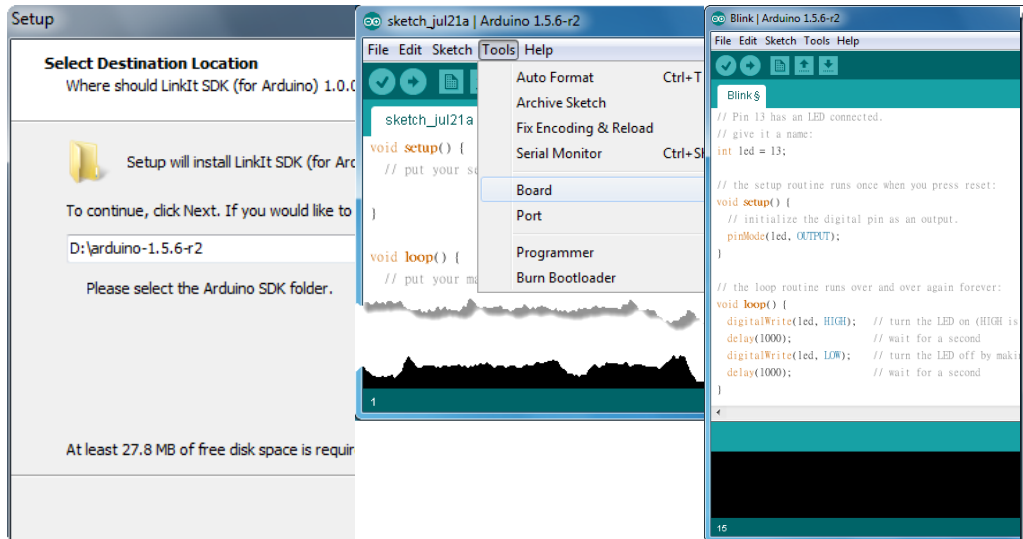 Setup
Select Destination Location
Where should LinkIt SDK (for Arduino) 1.0.0
Setup will install LinkIt SDK (for Ard
To continue, click Next. If you would like to
D:\arduino-1.5.6-r2
Please select the Arduino SDK folder.
At least 27.8 MB of free disk space is requir
sketch_jul21a | Arduino 1.5.6-r2
File Edit Sketch Tools Help
sketch_jul21a
void setup() {
// put your se
}
void loop() {
// put your ma
Auto Format Ctrl+T
Archive Sketch
Fix Encoding & Reload
Serial Monitor Ctrl+Sh
Board
Port
Programmer
Burn Bootloader
1
Blink | Arduino 1.5.6-r2
File Edit Sketch Tools Help
Blink §
// Pin 13 has an LED connected.
// give it a name:
int led = 13;
// the setup routine runs once when you press reset:
void setup() {
// initialize the digital pin as an output.
pinMode(led, OUTPUT);
}
// the loop routine runs over and over again forever:
void loop() {
digitalWrite(led, HIGH); // turn the LED on (HIGH is
delay(1000); // wait for a second
digitalWrite(led, LOW); // turn the LED off by maki
delay(1000); // wait for a second
}
15